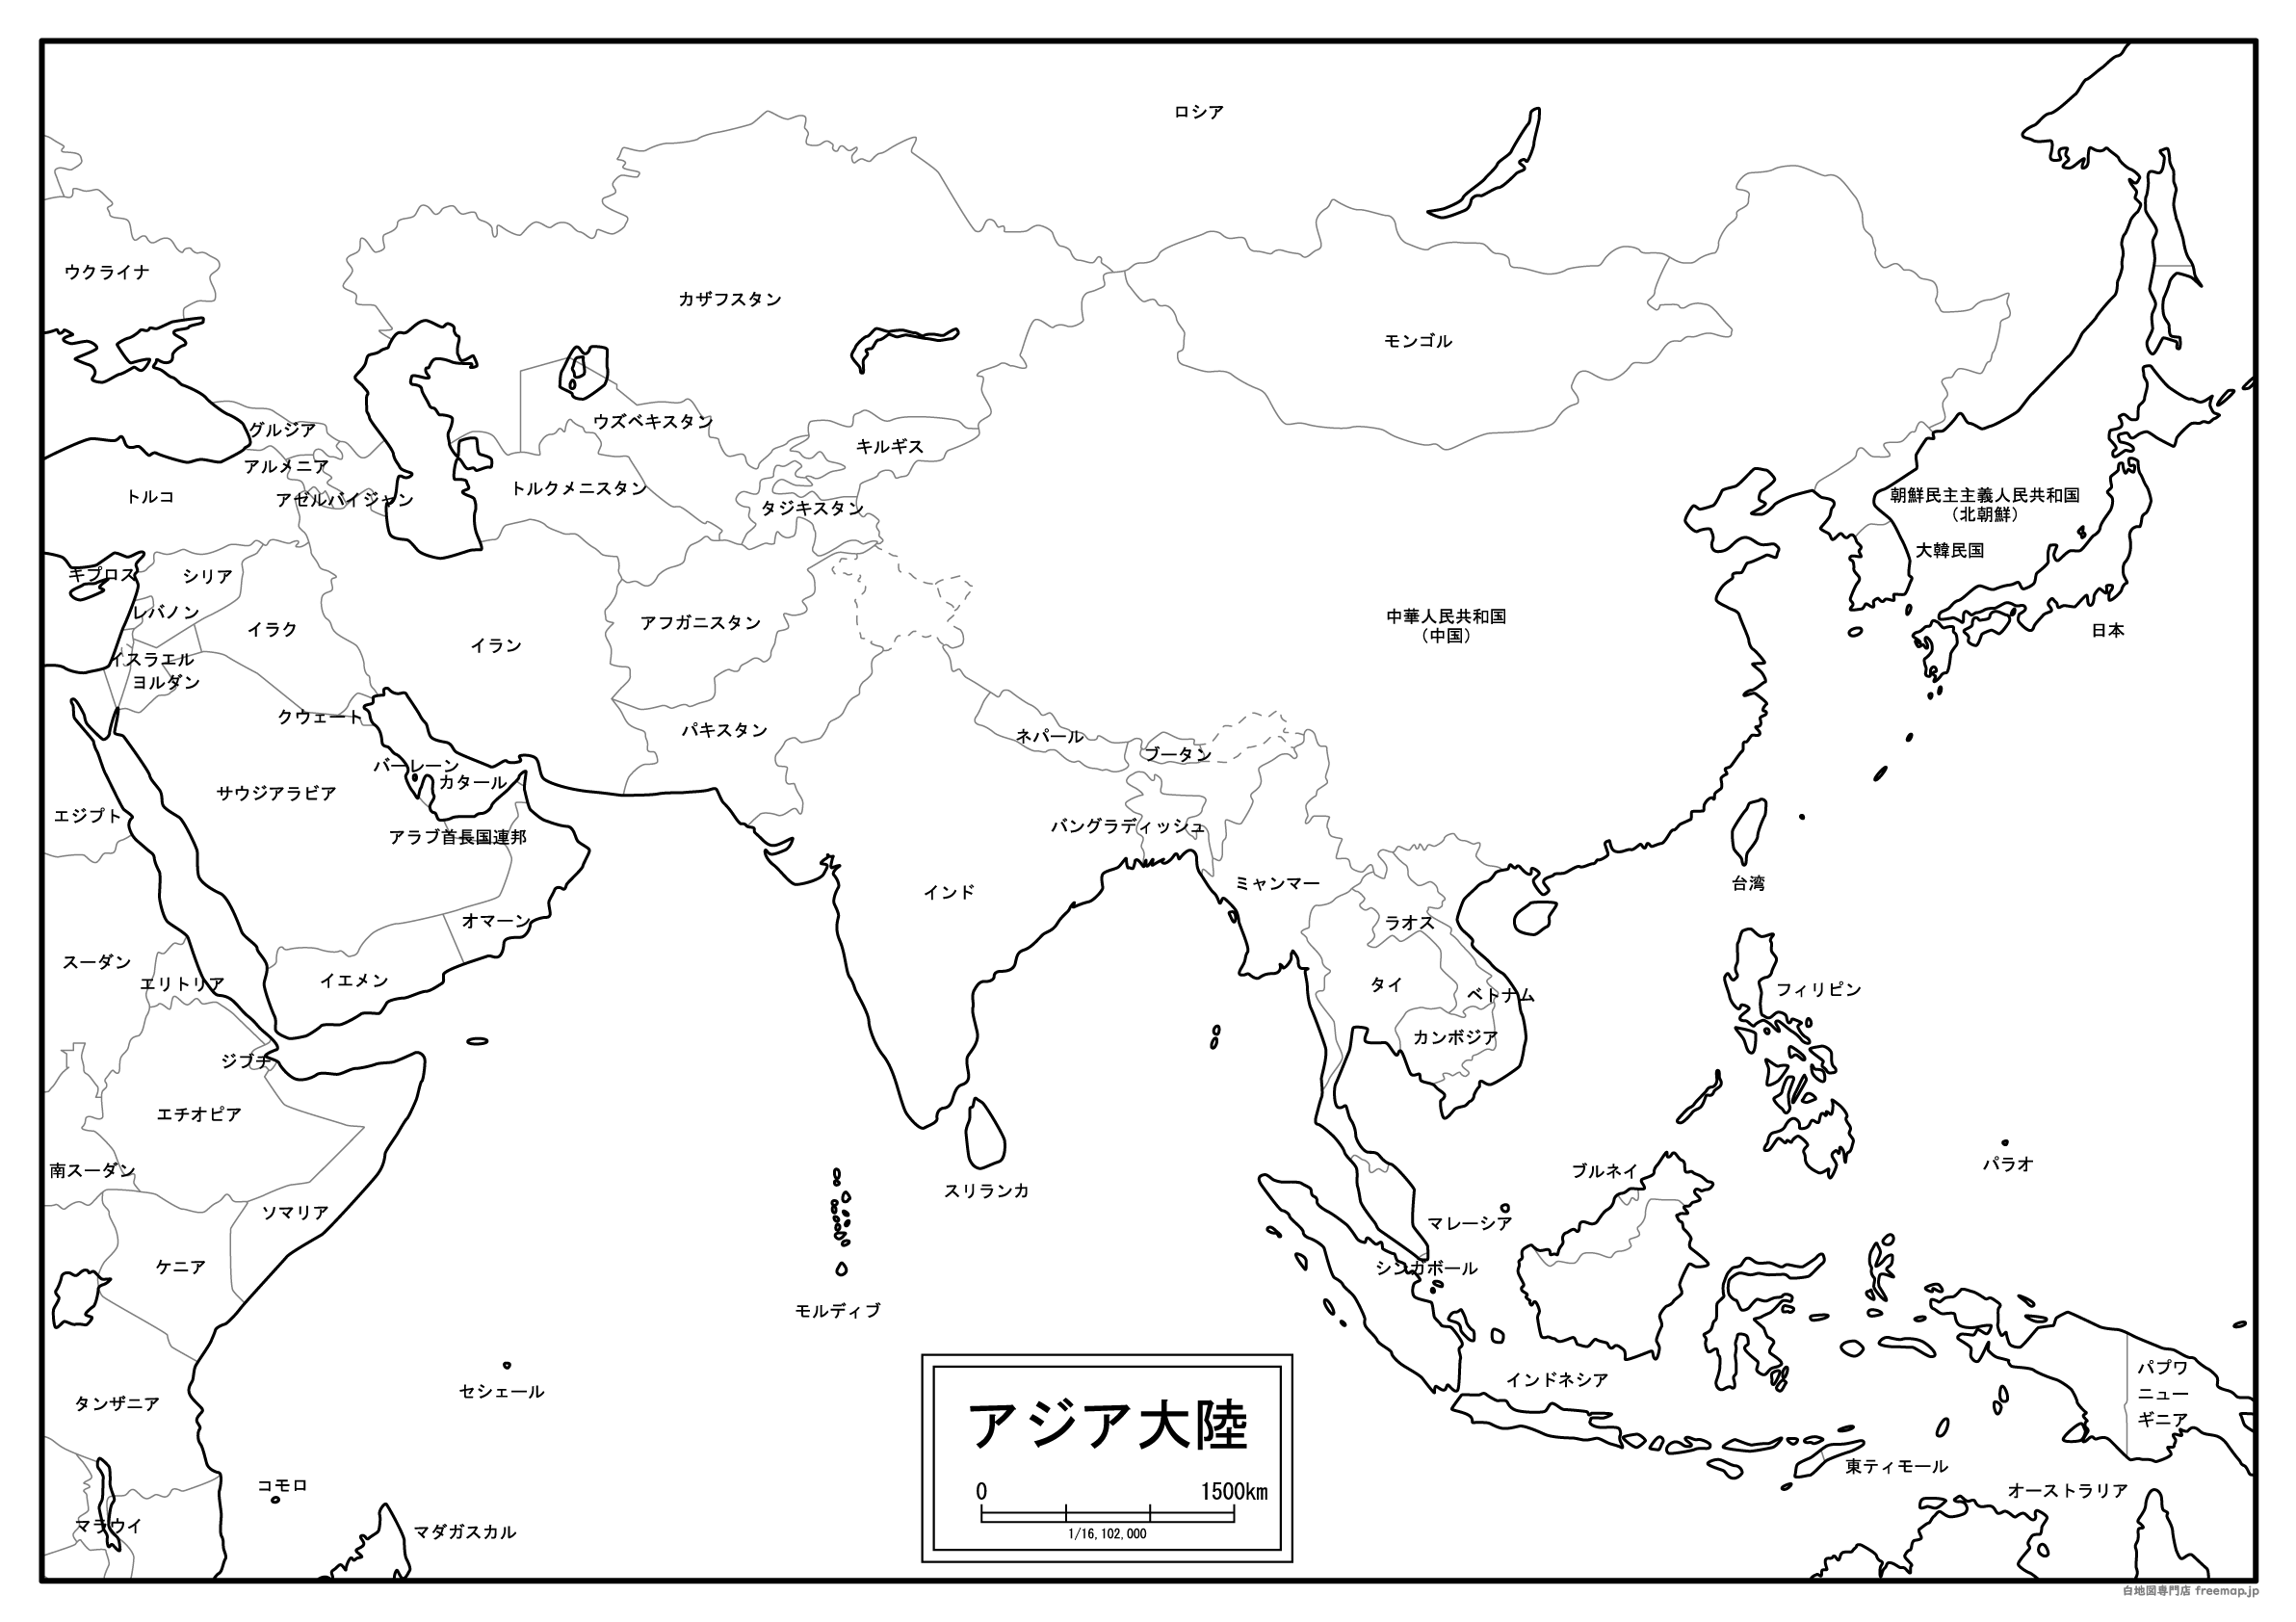 ロシア
ウクライナ
カザフスタン
モンゴル
ウズベキスタン
グルジア
キルギス
アルメニア
トルクメニスタン
トルコ
アゼルバイジャン
タジキスタン
朝鮮民主主義人民共和国
(北朝鮮)
大韓民国
キプロス
シリア
レバノン
イラク
アフガニスタン
中華人民共和国
(中国)
日本
イラン
イスラエル
ヨルダン
クウェート
パキスタン
ネパール
ブータン
バーレーン
カタール
サウジアラビア
エジプト
アラブ首長国連邦
バングラディッシュ
インド
ミャンマー
台湾
オマーン
ラオス
スーダン
エリトリア
イエメン
タイ
ベトナム
フィリピン
カンボジア
ジブチ
エチオピア
南スーダン
ブルネイ
パラオ
スリランカ
ソマリア
マレーシア
ケニア
シンガポール
モルディブ
パプワ
ニュー
ギニア
インドネシア
セシェール
タンザニア
アジア大陸
0 1500km
1/16,102,000
東ティモール
コモロ
オーストラリア
マラウイ
マダガスカル
白地図専門店 freemap.jp